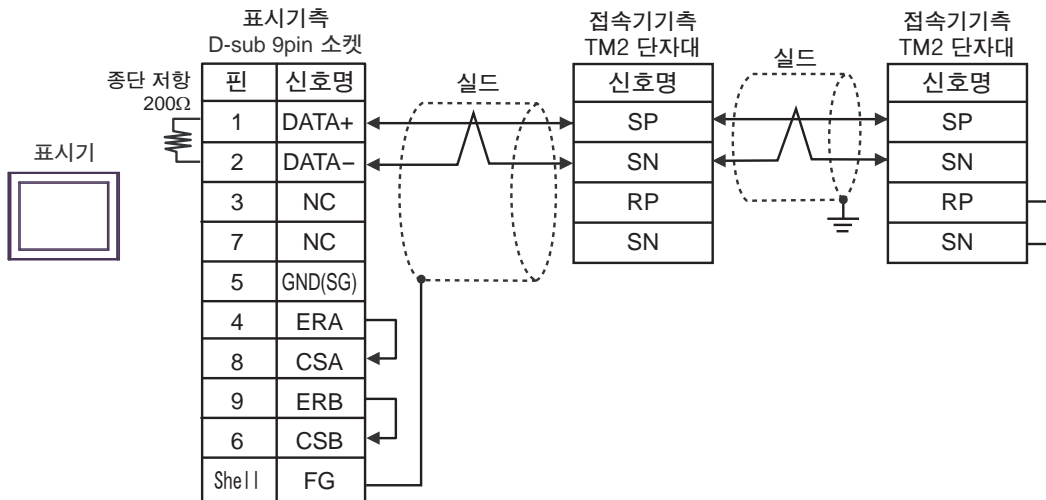 표시기측
D-sub 9pin 소켓
접속기기측
TM2 단자대
접속기기측
TM2 단자대
종단 저항
200Ω
표시기
실드
실드
핀 신호명
1 DATA+
2 DATA−
3 NC
7 NC
5 GND(SG)
4 ERA
8 CSA
9 ERB
6 CSB
Shell FG
신호명
SP
SN
RP
SN
신호명
SP
SN
RP
SN